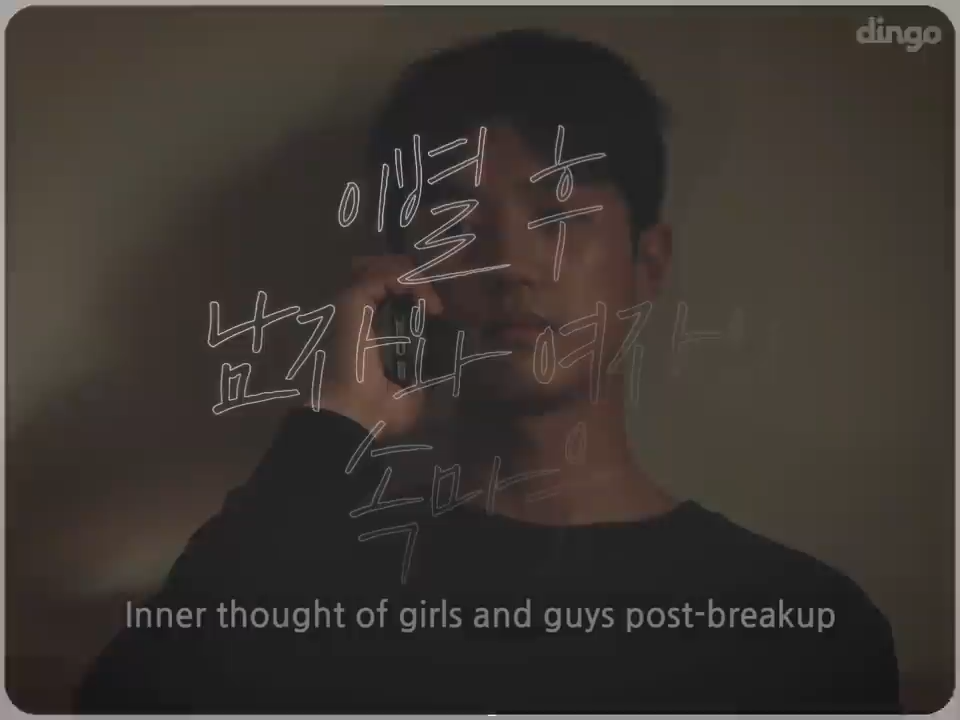 dingo
이별 후
남자와 여자
속마음
Inner thought of girls and guys post-breakup